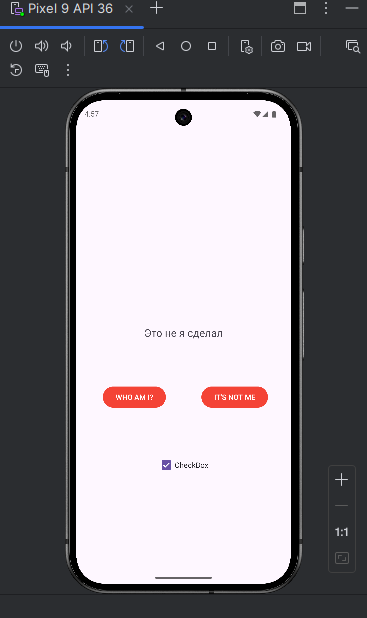 Pixel 9 API 36
1:1
4:57
Это не я сделал
WHO AM I?
IT'S NOT ME
CheckBox